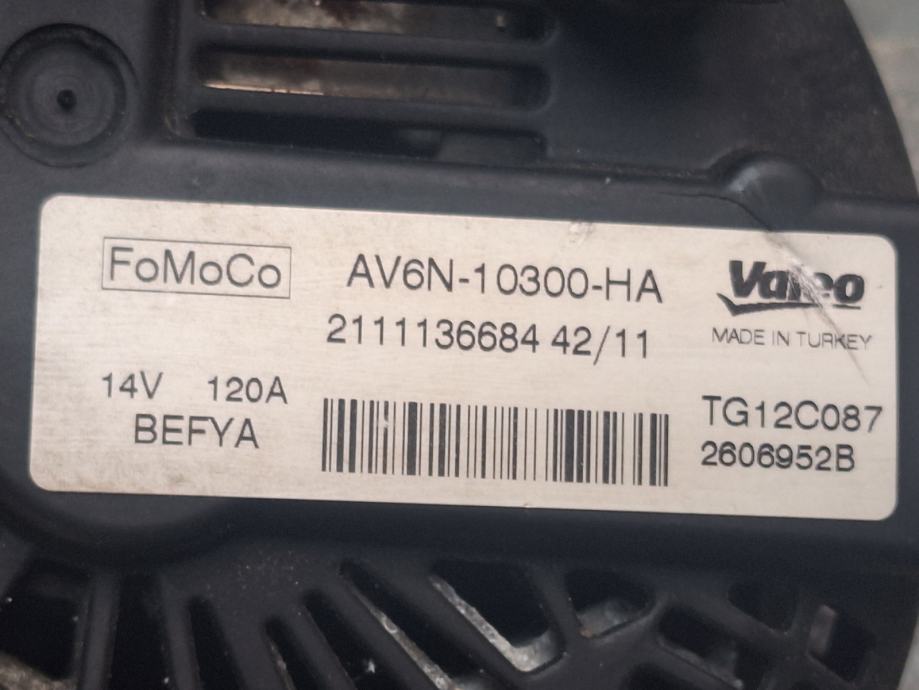 FoMoCo
AV6N-10300-HA
Valeo
2111136684 42/11
MADE IN TURKEY
14V 120A
BEFYA
TG12C087
2606952B